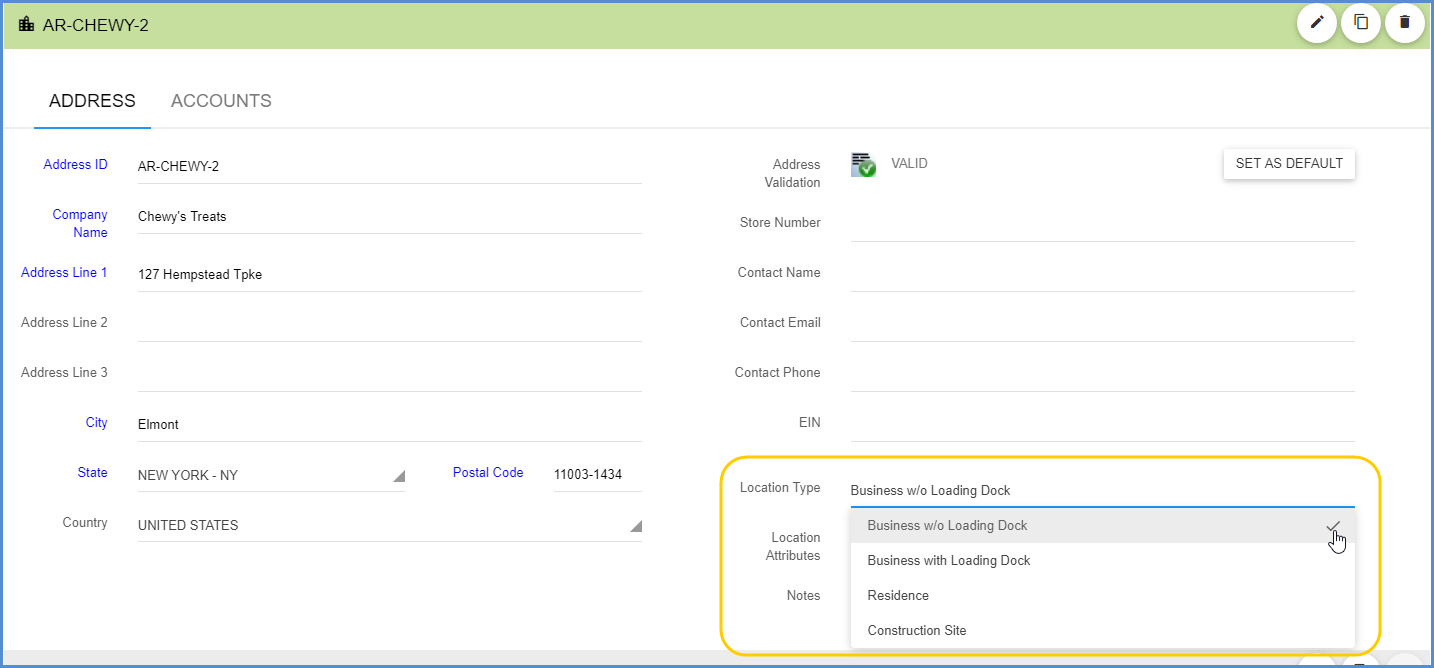 AR-CHEWY-2
ADDRESS ACCOUNTS
Address ID AR-CHEWY-2
Company
Name
Chewy's Treats
Address Line 1 127 Hempstead Tpke
Address Line 2
Address Line 3
City Elmont
State NEW YORK - NY Postal Code 11003-1434
Country UNITED STATES
Address
Validation
VALID SET AS DEFAULT
Store Number
Contact Name
Contact Email
Contact Phone
EIN
Location Type Business w/o Loading Dock
Business w/o Loading Dock
Location
Attributes
Business with Loading Dock
Notes Residence
Construction Site